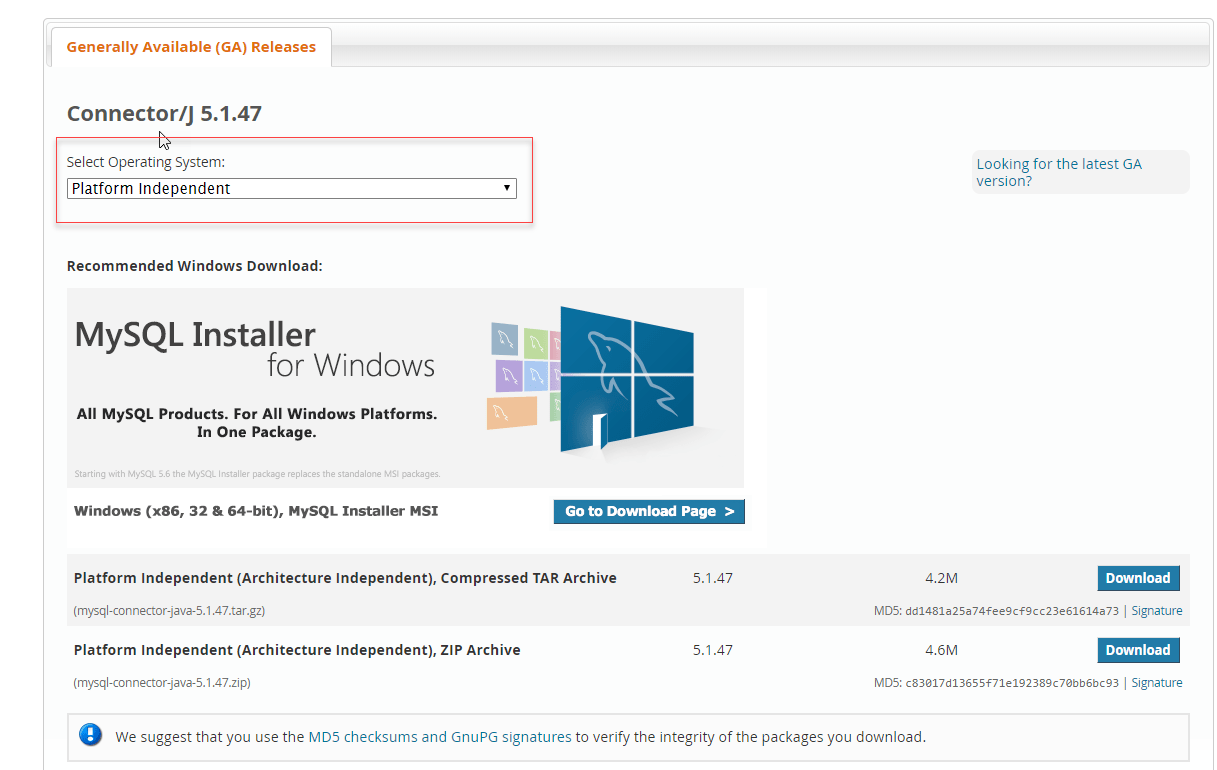 Generally Available (GA) Releases
Connector/J 5.1.47
Select Operating System:
Platform Independent
Looking for the latest GA
version?
Recommended Windows Download:
MySQL Installer
for Windows
All MySQL Products. For All Windows Platforms.
In One Package.
Starting with MySQL 5.6 the MySQL Installer package replaces the standalone MSI packages.
Windows (x86, 32 & 64-bit), MySQL Installer MSI
Go to Download Page >
Platform Independent (Architecture Independent), Compressed TAR Archive 5.1.47 4.2M Download
(mysql-connector-java-5.1.47.tar.gz) MD5: dd1481a25a74fee9cf9cc23e61614a73 | Signature
Platform Independent (Architecture Independent), ZIP Archive 5.1.47 4.6M Download
(mysql-connector-java-5.1.47.zip) MD5: c83017d13655f71e192389c70bb6bc93 | Signature
We suggest that you use the MD5 checksums and GnuPG signatures to verify the integrity of the packages you download.